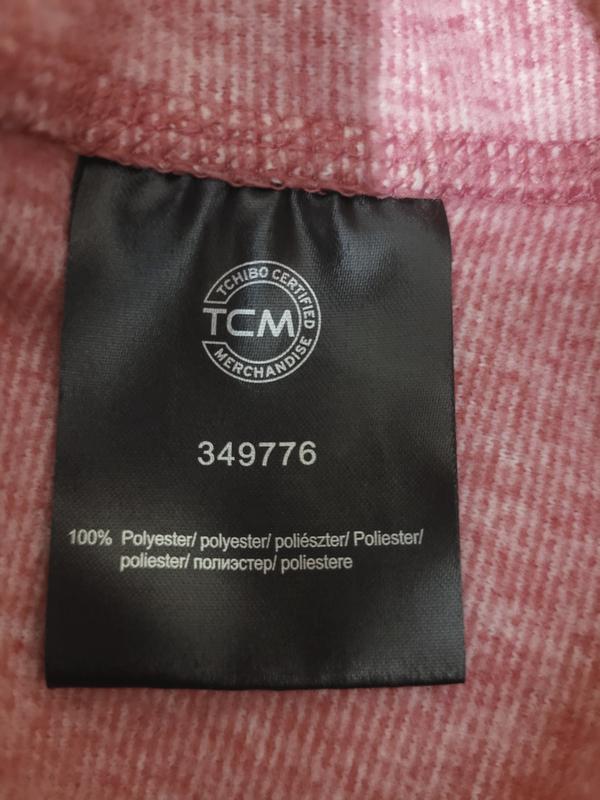 TCHIBO CERTIFIED
TCM
MERCHANDISE
349776
100% Polyester/ polyester/ poliészter/ Poliester/
poliester/ полиэстер/ poliestere